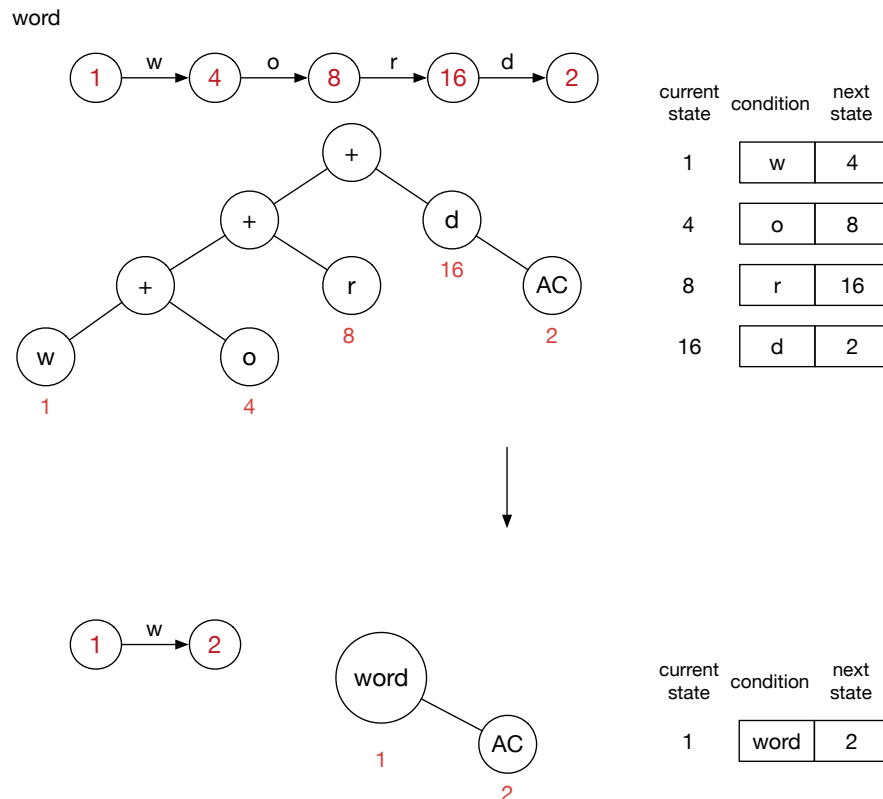 word
1 w 4 o 8 r 16 d 2
current state condition next state
1 w 4
4 o 8
8 r 16
16 d 2
+
+ d
16
+ r AC
8 2
w o
1 4
1 w 2
word
1
AC
2
current state condition next state
1 word 2